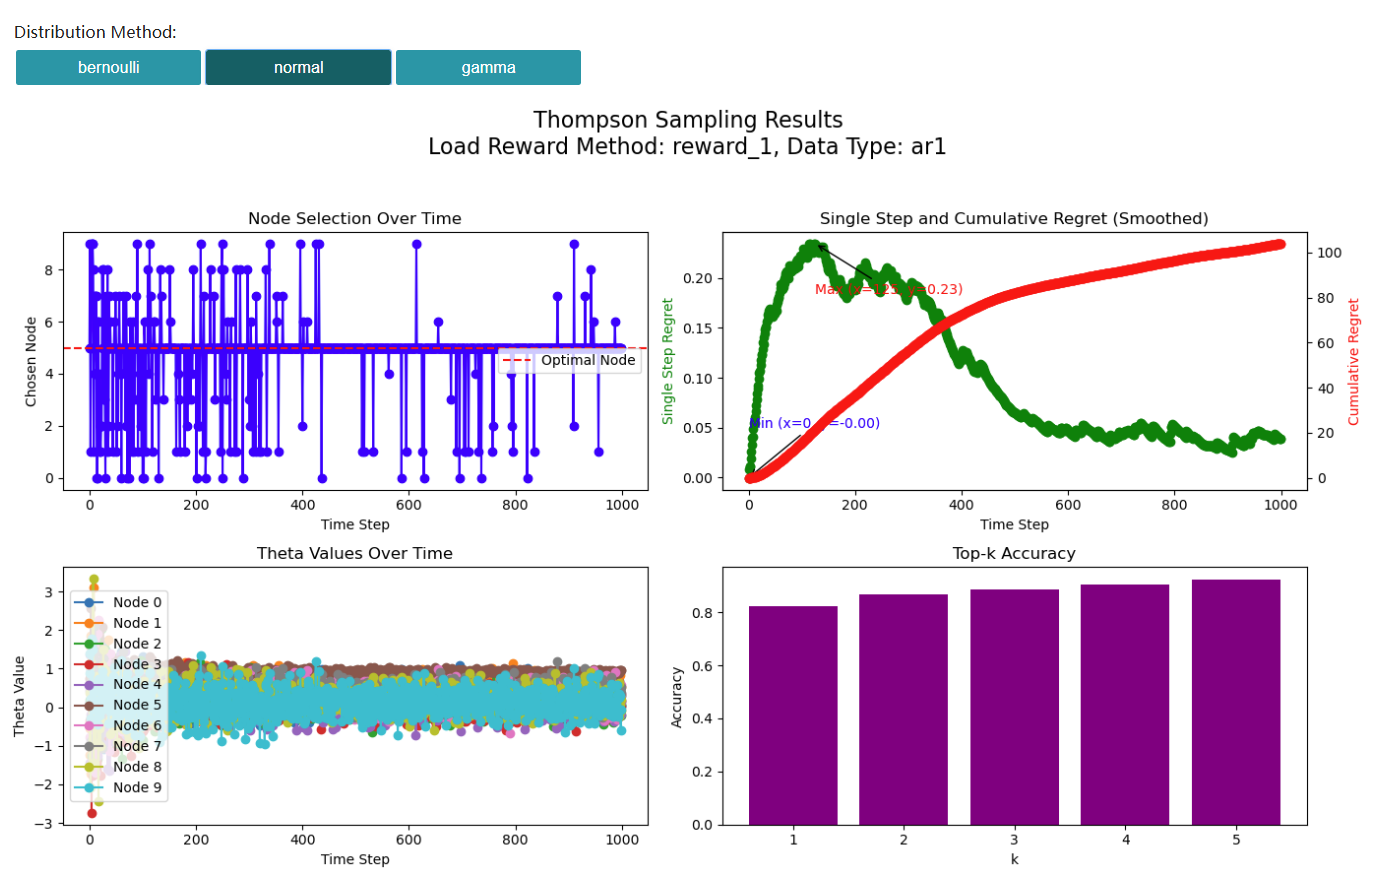 Distribution Method:
bernoulli
normal
gamma
Thompson Sampling Results
Load Reward Method: reward_1, Data Type: ar1
Node Selection Over Time
Chosen Node
8
6
4
2
0
Optimal Node
0
200
400
600
800
1000
Time Step
Single Step and Cumulative Regret (Smoothed)
Single Step Regret
0.20
0.15
0.10
0.05
0.00
Max
0.23)
Min (x=0
=-0.00)
100
80
60
40
20
0
Cumulative Regret
0
200
400
600
800
1000
Time Step
Theta Values Over Time
Theta Value
3
2
1
0
−1
−2
−3
Node 0
Node 1
Node 2
Node 3
Node 4
Node 5
Node 6
Node 7
Node 8
Node 9
0
200
400
600
800
1000
Time Step
Top-k Accuracy
Accuracy
0.8
0.6
0.4
0.2
0.0
1
2
3
4
5
k